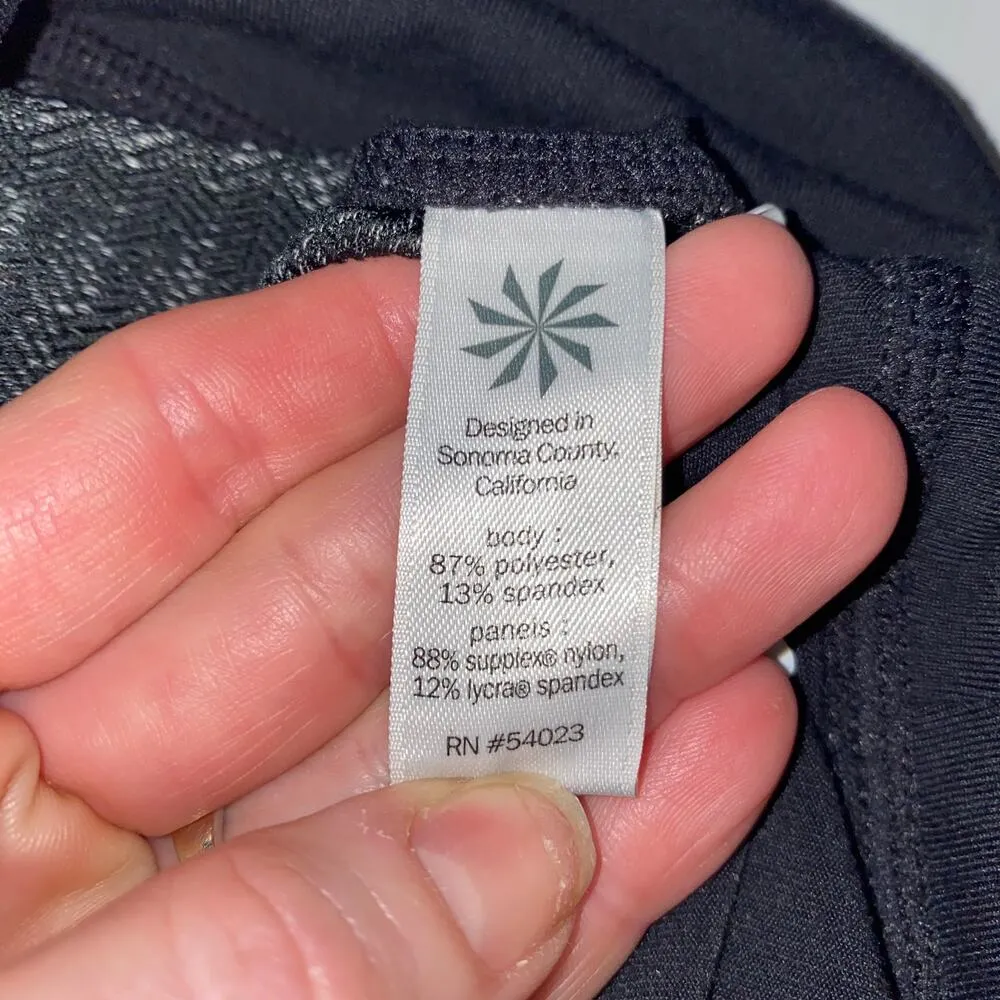 Designed in
Sonoma County,
California
body :
87% polyester,
13% spandex
panels :
88% supplex® nylon,
12% lycra® spandex
RN #54023